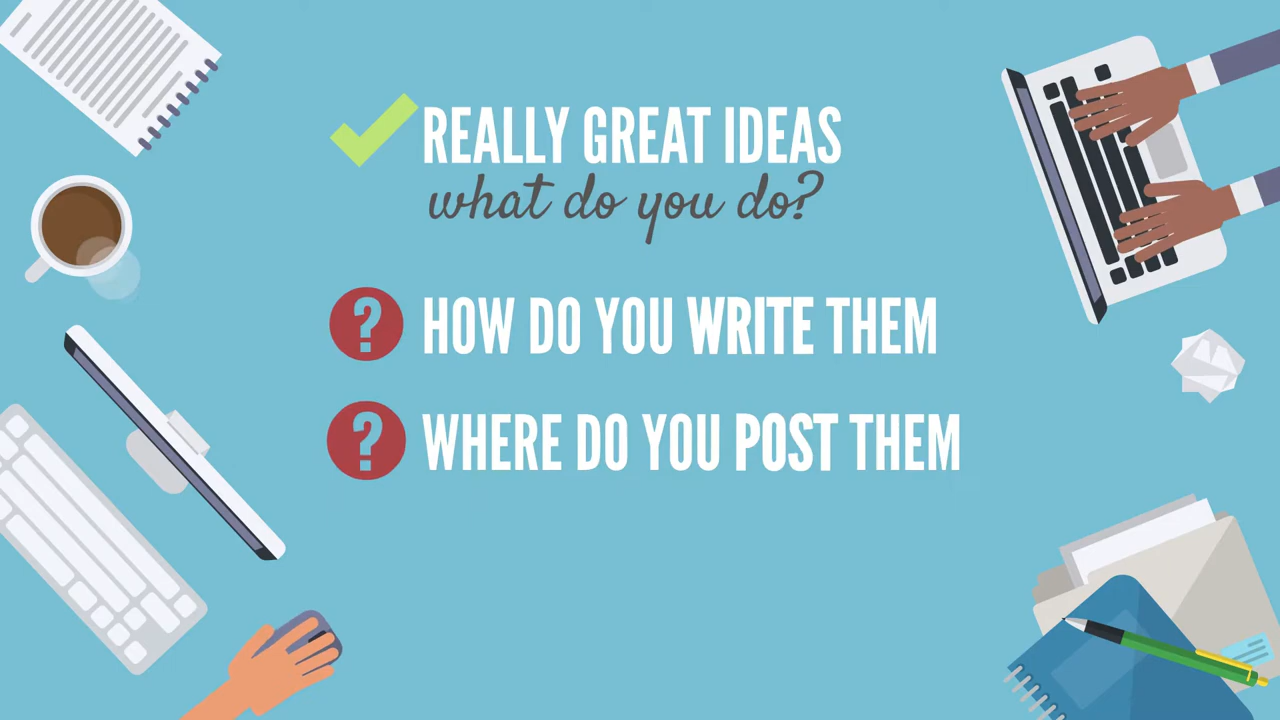 REALLY GREAT IDEAS
what do you do?
? HOW DO YOU WRITE THEM
? WHERE DO YOU POST THEM